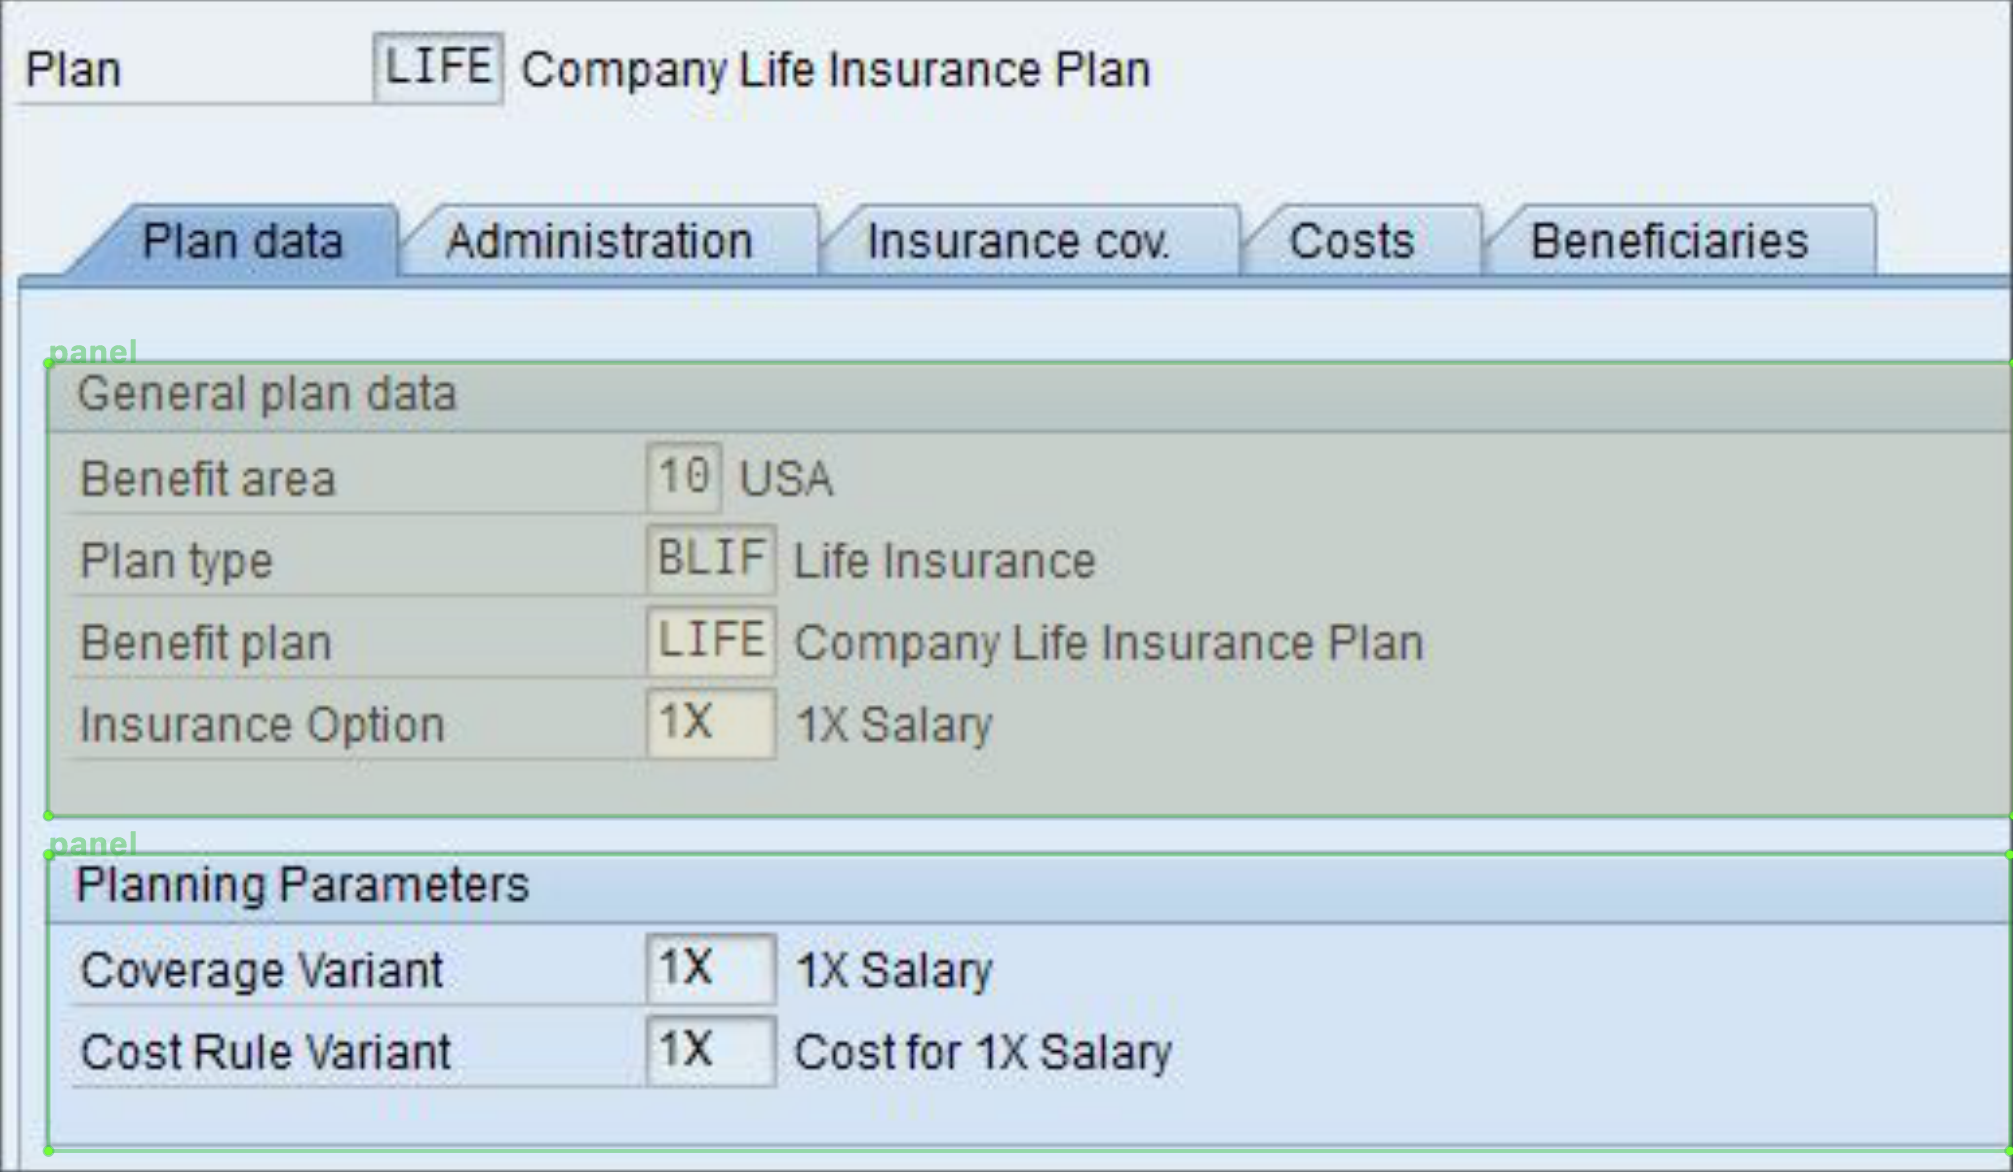 Plan LIFE Company Life Insurance Plan
Plan data Administration Insurance cov. Costs Beneficiaries
panel
General plan data
Benefit area 10 USA
Plan type BLIF Life Insurance
Benefit plan LIFE Company Life Insurance Plan
Insurance Option 1X 1X Salary
panel
Planning Parameters
Coverage Variant 1X 1X Salary
Cost Rule Variant 1X Cost for 1X Salary